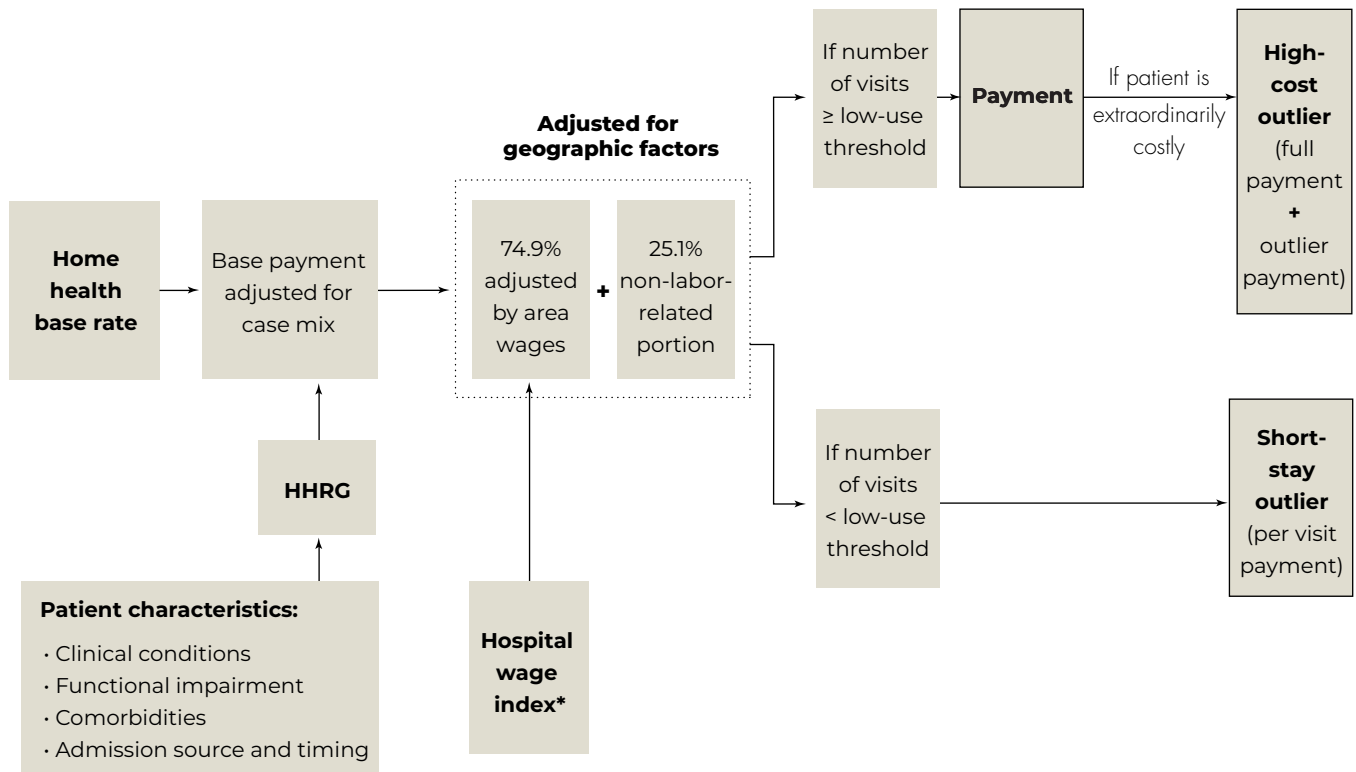 Home
health
base rate
Base payment
adjusted for
case mix
HHRG
Patient characteristics:
• Clinical conditions
• Functional impairment
• Comorbidities
• Admission source and timing
Adjusted for
geographic factors
74.9%
adjusted
by area
wages
+
25.1%
non-labor-
related
portion
Hospital
wage
index*
If number
of visits
≥ low-use
threshold
Payment
If patient is
extraordinarily
costly
High-
cost
outlier
(full
payment
+
outlier
payment)
If number
of visits
< low-use
threshold
Short-
stay
outlier
(per visit
payment)